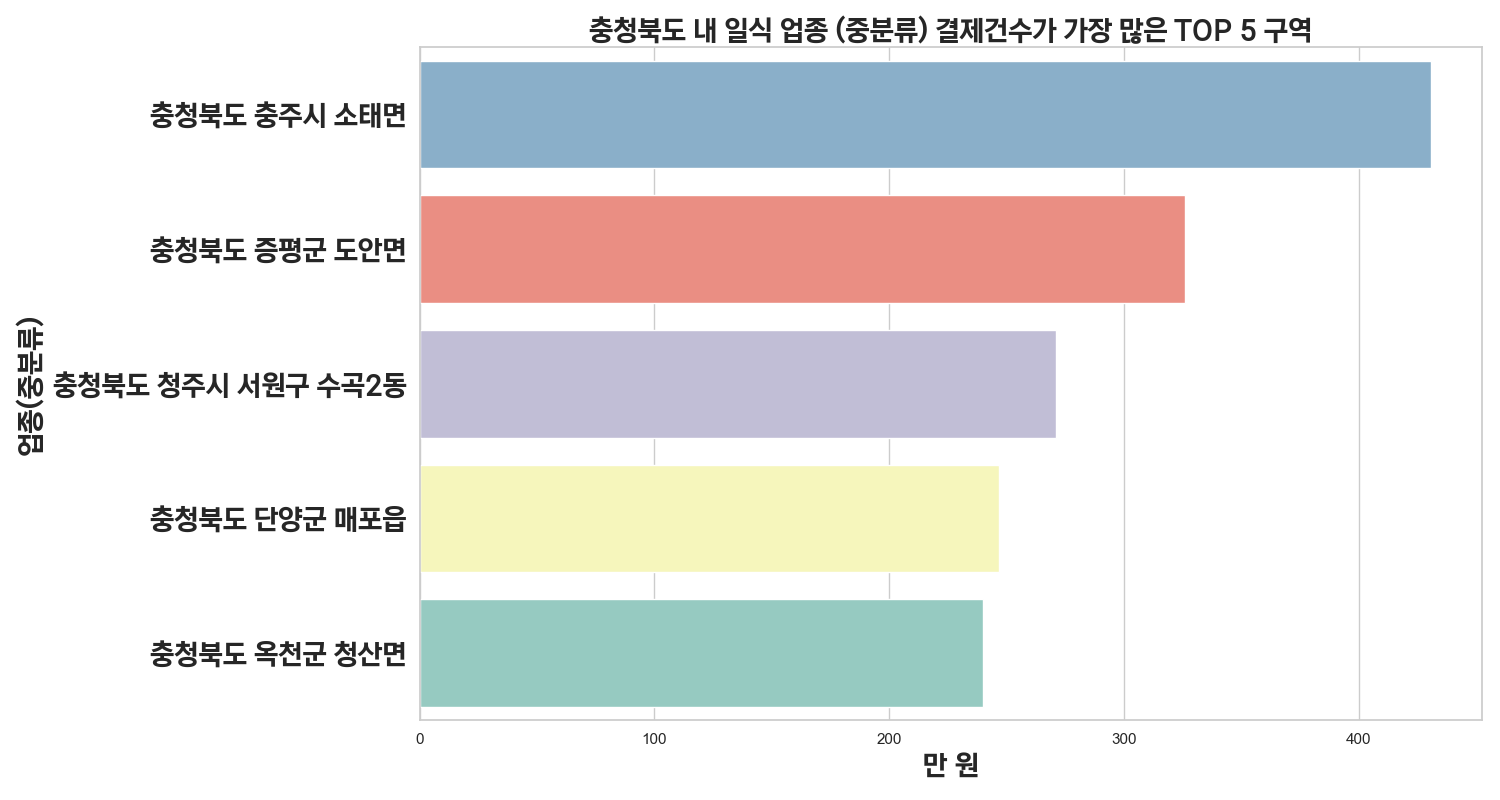 충청북도 내 일식 업종 (중분류) 결제건수가 가장 많은 TOP 5 구역
업종(중분류)
충청북도 충주시 소태면
충청북도 증평군 도안면
충청북도 청주시 서원구 수곡2동
충청북도 단양군 매포읍
충청북도 옥천군 청산면
0 100 200 300 400
만 원